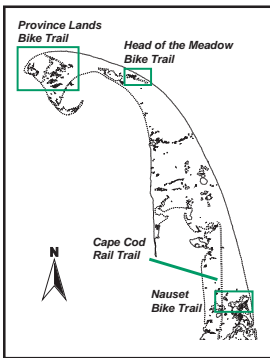 Province Lands
Bike Trail
Head of the Meadow
Bike Trail
Cape Cod
Rail Trail
N
Nauset
Bike Trail